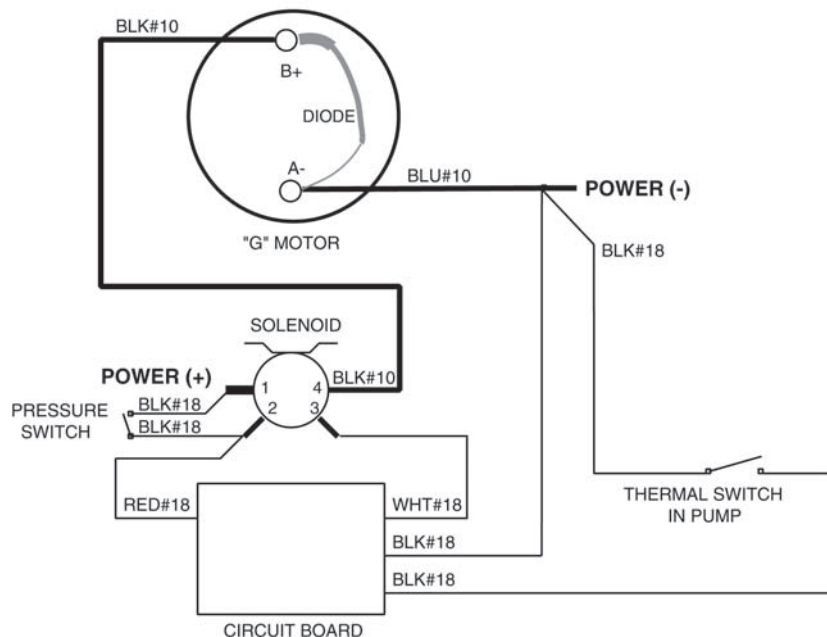 BLK#10
B+
DIODE
A-
BLU#10
POWER (-)
"G" MOTOR
BLK#18
SOLENOID
POWER (+)
1
4
BLK#10
2
3
BLK#18
PRESSURE
SWITCH
BLK#18
RED#18
WHT#18
THERMAL SWITCH
IN PUMP
BLK#18
BLK#18
CIRCUIT BOARD